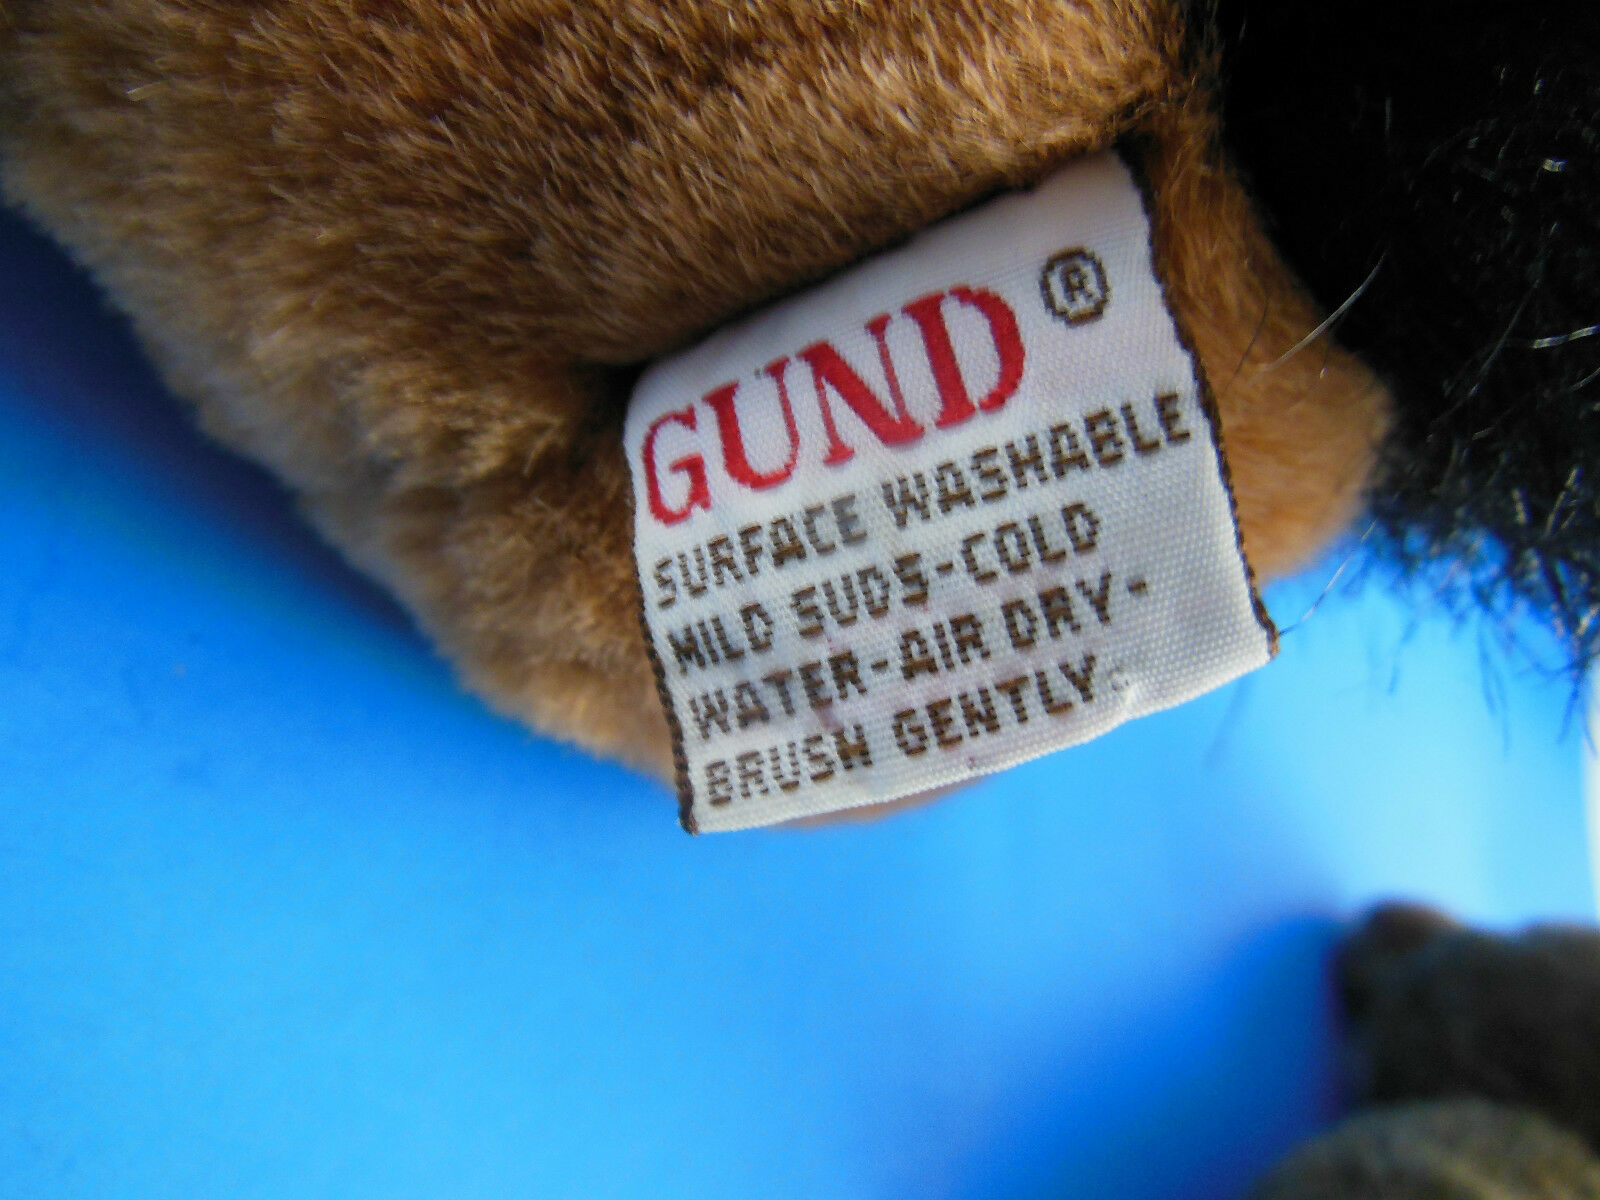 GUND ®
SURFACE WASHABLE
MILD SUDS-COLD
WATER-AIR DRY-
BRUSH GENTLY.